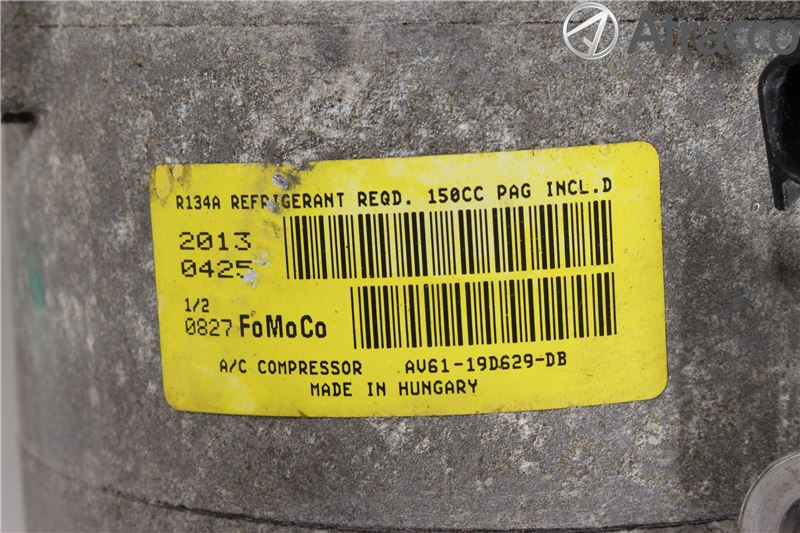 Atracco
R134A REFRIGERANT REQD. 150CC PAG INCL.D
2013
0425
1/2
0827 FoMoCo
A/C COMPRESSOR AV61-19D629-DB
MADE IN HUNGARY